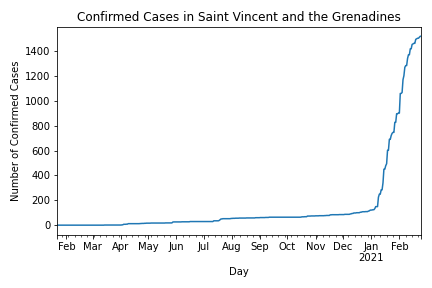 Confirmed Cases in Saint Vincent and the Grenadines
Number of Confirmed Cases
1400
1200
1000
800
600
400
200
0
Feb Mar Apr May Jun Jul Aug Sep Oct Nov Dec Jan Feb
2021
Day